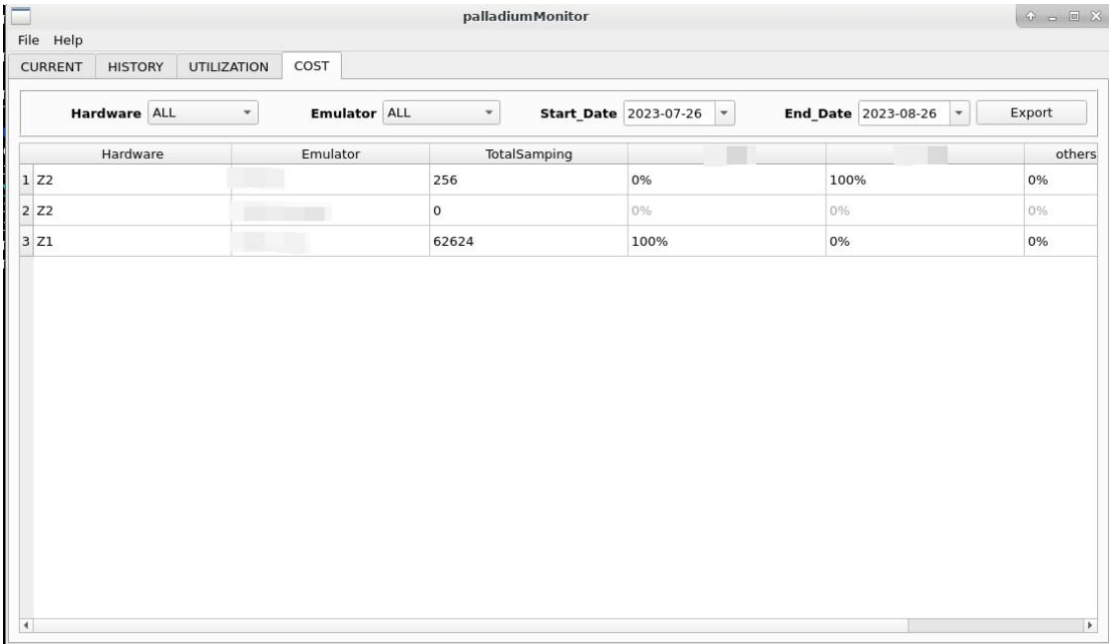 palladiumMonitor
File Help
CURRENT HISTORY UTILIZATION COST
Hardware ALL Emulator ALL Start_Date 2023-07-26 End_Date 2023-08-26 Export
Hardware Emulator TotalSamping others
1 Z2 256 0% 100% 0%
2 Z2 0 0% 0% 0%
3 Z1 62624 100% 0% 0%